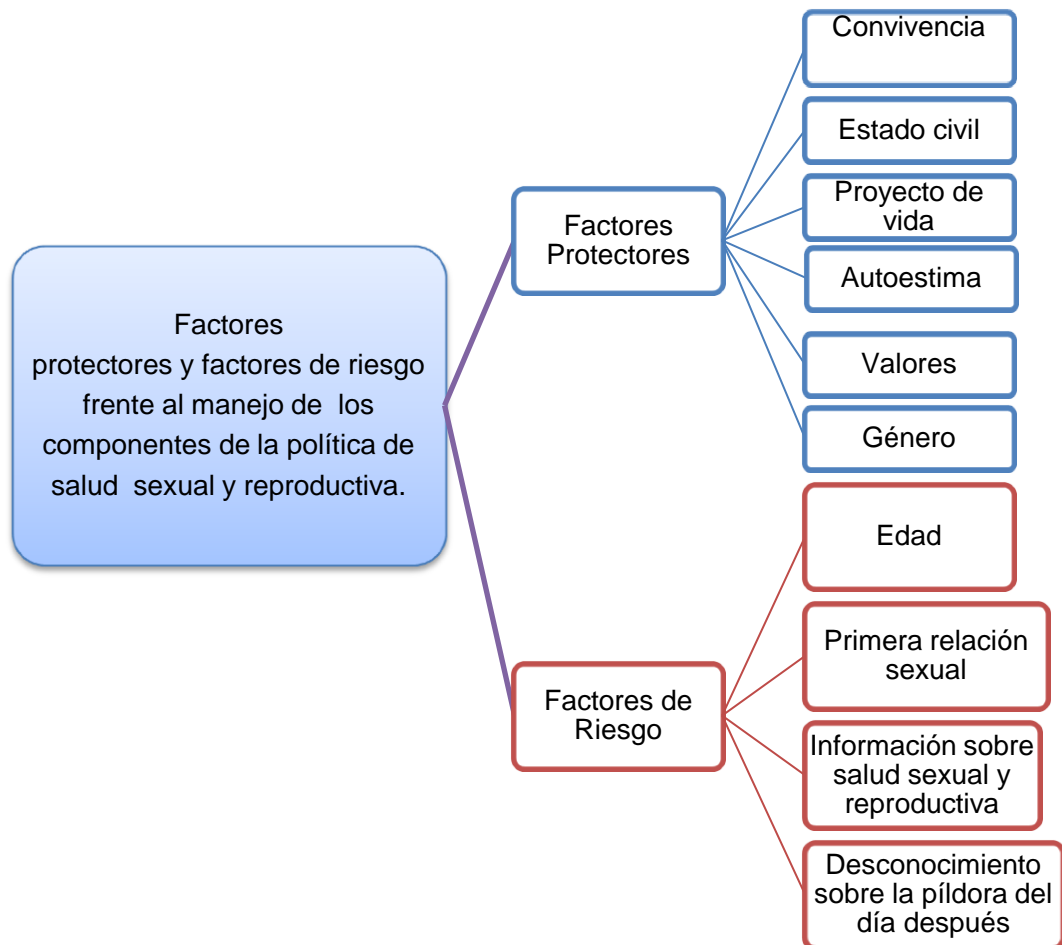 Factores
protectores y factores de riesgo
frente al manejo de los
componentes de la política de
salud sexual y reproductiva.
Factores
Protectores
Convivencia
Estado civil
Proyecto de
vida
Autoestima
Valores
Género
Factores de
Riesgo
Edad
Primera relación
sexual
Información sobre
salud sexual y
reproductiva
Desconocimiento
sobre la píldora del
día después